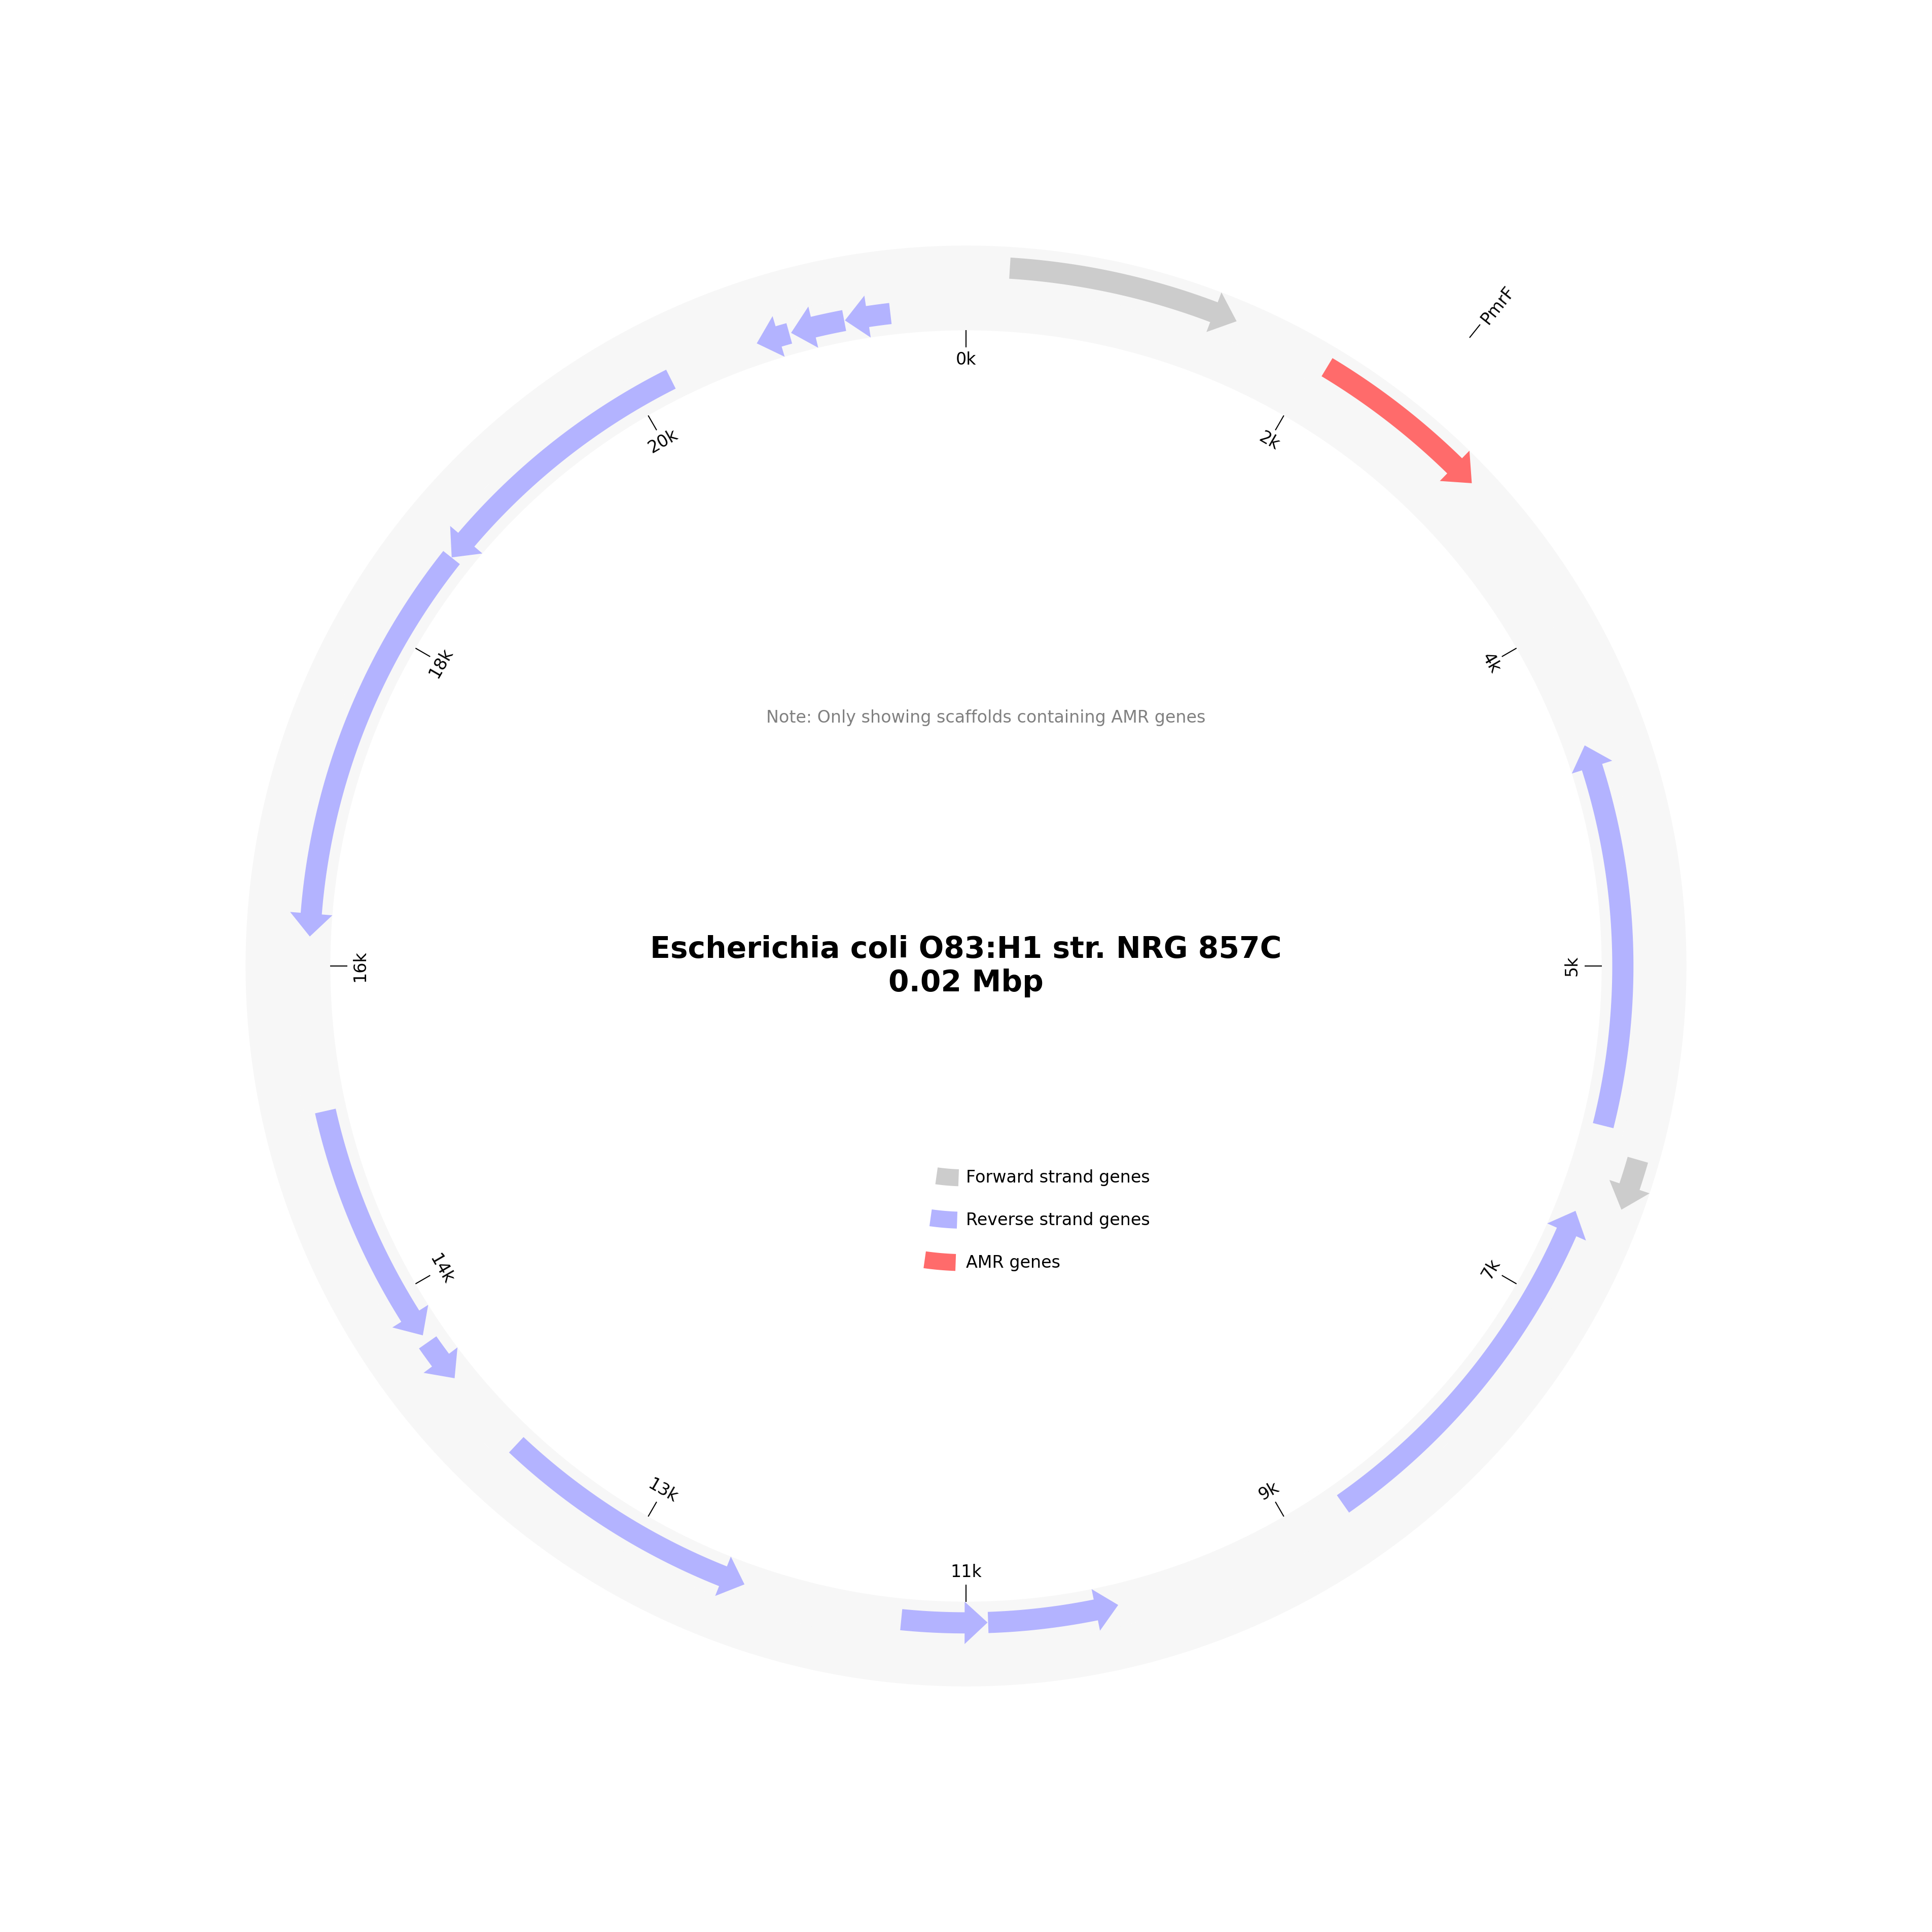 PmrF
0k
20k
2k
18k
4k
Note: Only showing scaffolds containing AMR genes
Escherichia coli O83:H1 str. NRG 857C
0.02 Mbp
16k
5k
Forward strand genes
Reverse strand genes
AMR genes
14k
7k
13k
9k
11k